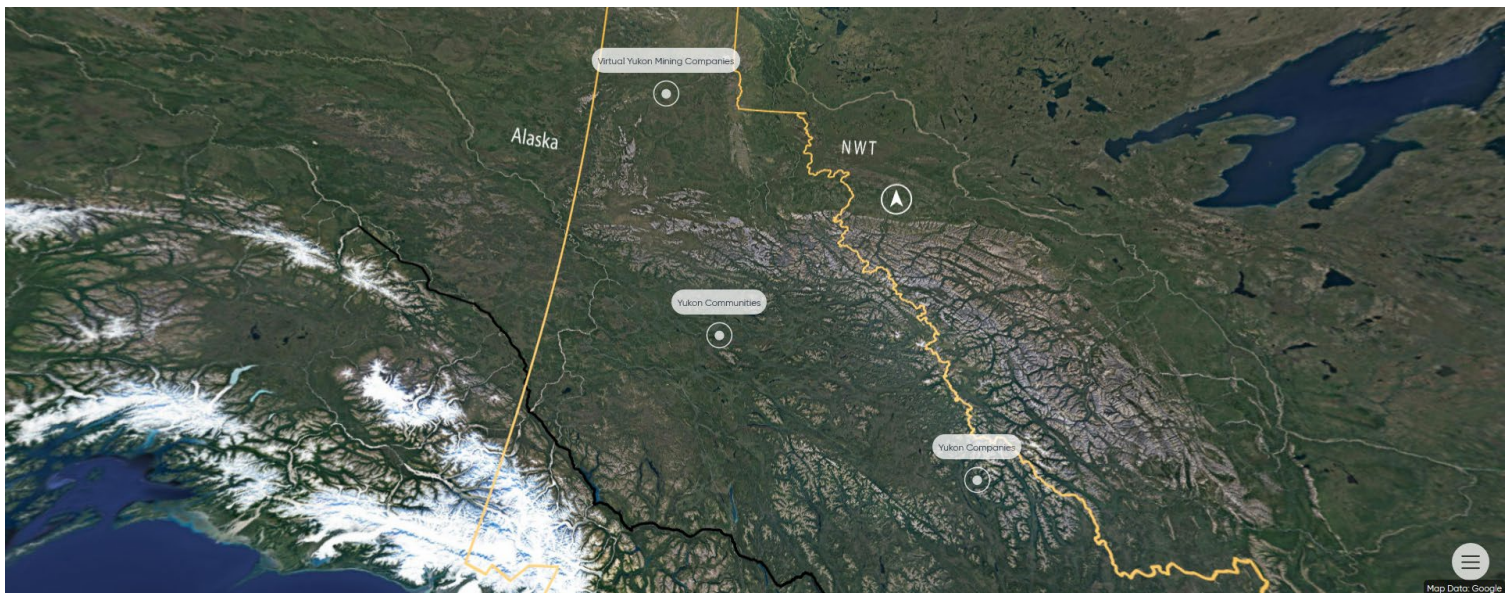 Virtual Yukon Mining Companies
Alaska
NWT
Yukon Communities
Yukon Companies
Map Data: Google